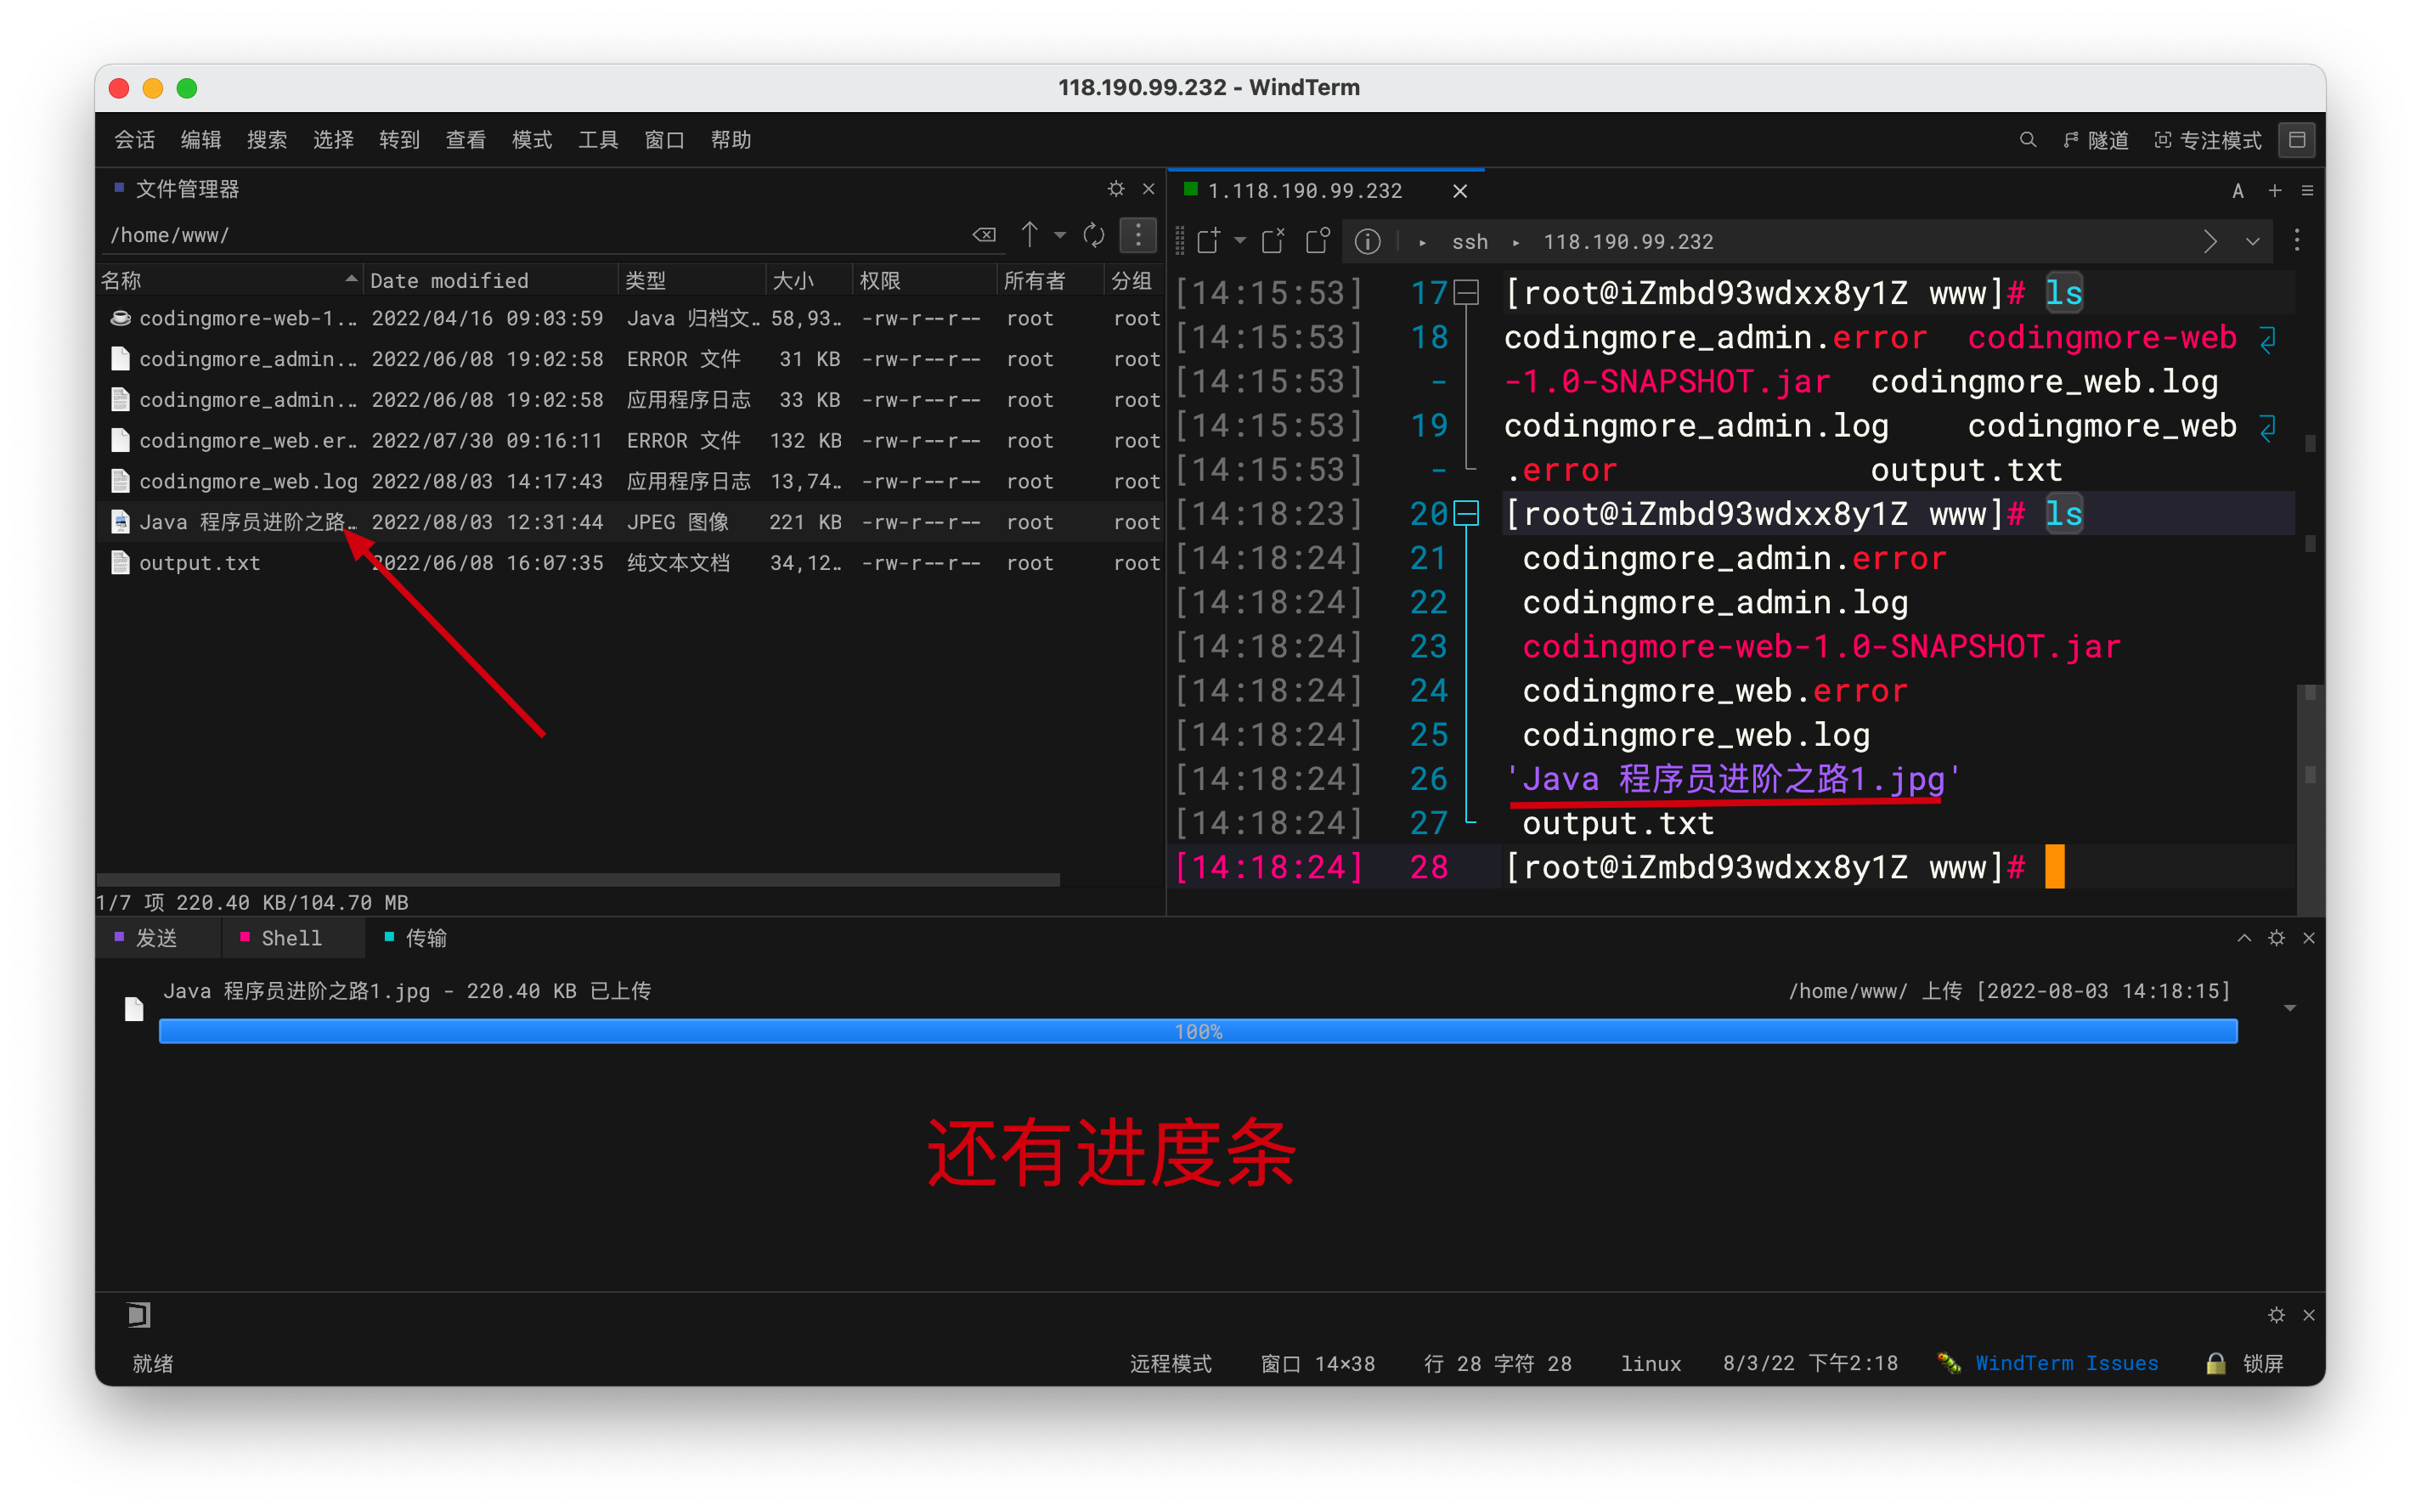 118.190.99.232 - WindTerm
会话 编辑 搜索 选择 转到 查看 模式 工具 窗口 帮助
隧道 专注模式
文件管理器
/home/www/
名称 Date modified 类型 大小 权限 所有者 分组
codingmore-web-1… 2022/04/16 09:03:59 Java 归档文… 58,93… -rw-r--r-- root root
codingmore_admin… 2022/06/08 19:02:58 ERROR 文件 31 KB -rw-r--r-- root root
codingmore_admin… 2022/06/08 19:02:58 应用程序日志 33 KB -rw-r--r-- root root
codingmore_web.er… 2022/07/30 09:16:11 ERROR 文件 132 KB -rw-r--r-- root root
codingmore_web.log 2022/08/03 14:17:43 应用程序日志 13,74… -rw-r--r-- root root
Java 程序员进阶之路… 2022/08/03 12:31:44 JPEG 图像 221 KB -rw-r--r-- root root
output.txt 2022/06/08 16:07:35 纯文本文档 34,12… -rw-r--r-- root root
1/7 项 220.40 KB/104.70 MB
1.118.190.99.232
A
ssh 118.190.99.232
[14:15:53] 17 [root@iZmbd93wdxx8y1Z www]# ls
[14:15:53] 18 codingmore_admin.error codingmore-web
[14:15:53] - -1.0-SNAPSHOT.jar codingmore_web.log
[14:15:53] 19 codingmore_admin.log codingmore_web
[14:15:53] - .error output.txt
[14:18:23] 20 [root@iZmbd93wdxx8y1Z www]# ls
[14:18:24] 21 codingmore_admin.error
[14:18:24] 22 codingmore_admin.log
[14:18:24] 23 codingmore-web-1.0-SNAPSHOT.jar
[14:18:24] 24 codingmore_web.error
[14:18:24] 25 codingmore_web.log
[14:18:24] 26 'Java 程序员进阶之路1.jpg'
[14:18:24] 27 output.txt
[14:18:24] 28 [root@iZmbd93wdxx8y1Z www]#
发送 Shell 传输
Java 程序员进阶之路1.jpg - 220.40 KB 已上传 /home/www/ 上传 [2022-08-03 14:18:15]
100%
还有进度条
就绪 远程模式 窗口 14×38 行 28 字符 28 linux 8/3/22 下午2:18 WindTerm Issues 锁屏